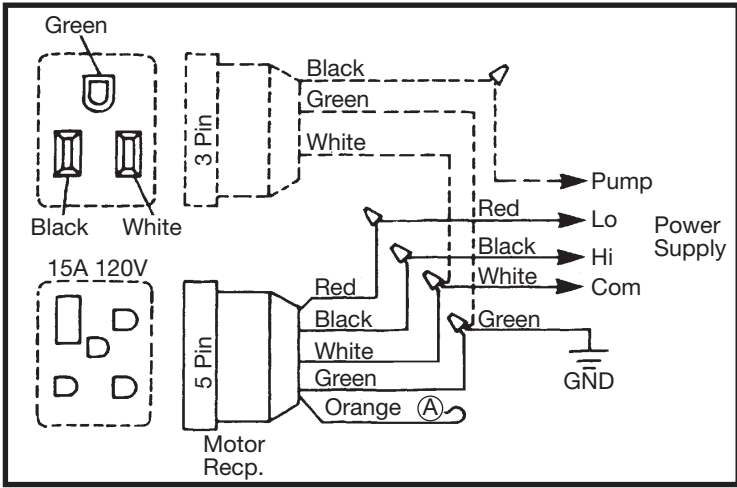 Green
Black
Green
White
3 Pin
Black White
Pump
Red Lo
Black Hi
White Com
Power
Supply
15A 120V
Red
Black
White
Green
Orange A
5 Pin
Green
GND
Motor
Recp.